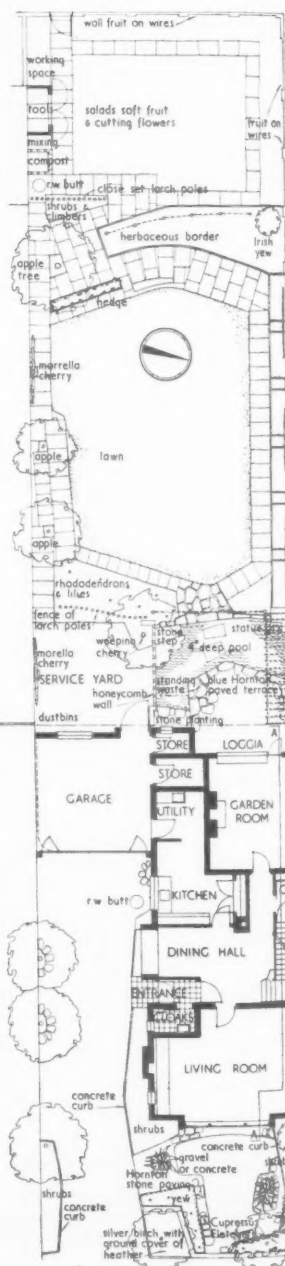 wall fruit on wires
working
space
tools
salads soft fruit
& cutting flowers
fruit on
wires
mixing
compost
r.w butt
close set larch poles
shrubs &
climbers
herbaceous border
Irish
yew
apple
tree
hedge
morrella
cherry
apple
lawn
apple
rhododendrons
& lilies
fence of
larch poles
weeping
cherry
stone
step
statue
4" deep pool
morella
cherry
SERVICE YARD
honeycomb
wall
standing
waste
blue Hornton
paved terrace
dustbins
stone planting
STORE
LOGGIA
A
STORE
GARAGE
UTILITY
GARDEN
ROOM
r.w butt
KITCHEN
DINING HALL
ENTRANCE
CLOAKS
LIVING ROOM
concrete
curb
shrubs
A
concrete curb
gravel
or concrete
Hornton
stone paving
yew
shrubs
concrete
curb
silver birch with
ground cover of
heather
Cupressus
Fletcheri